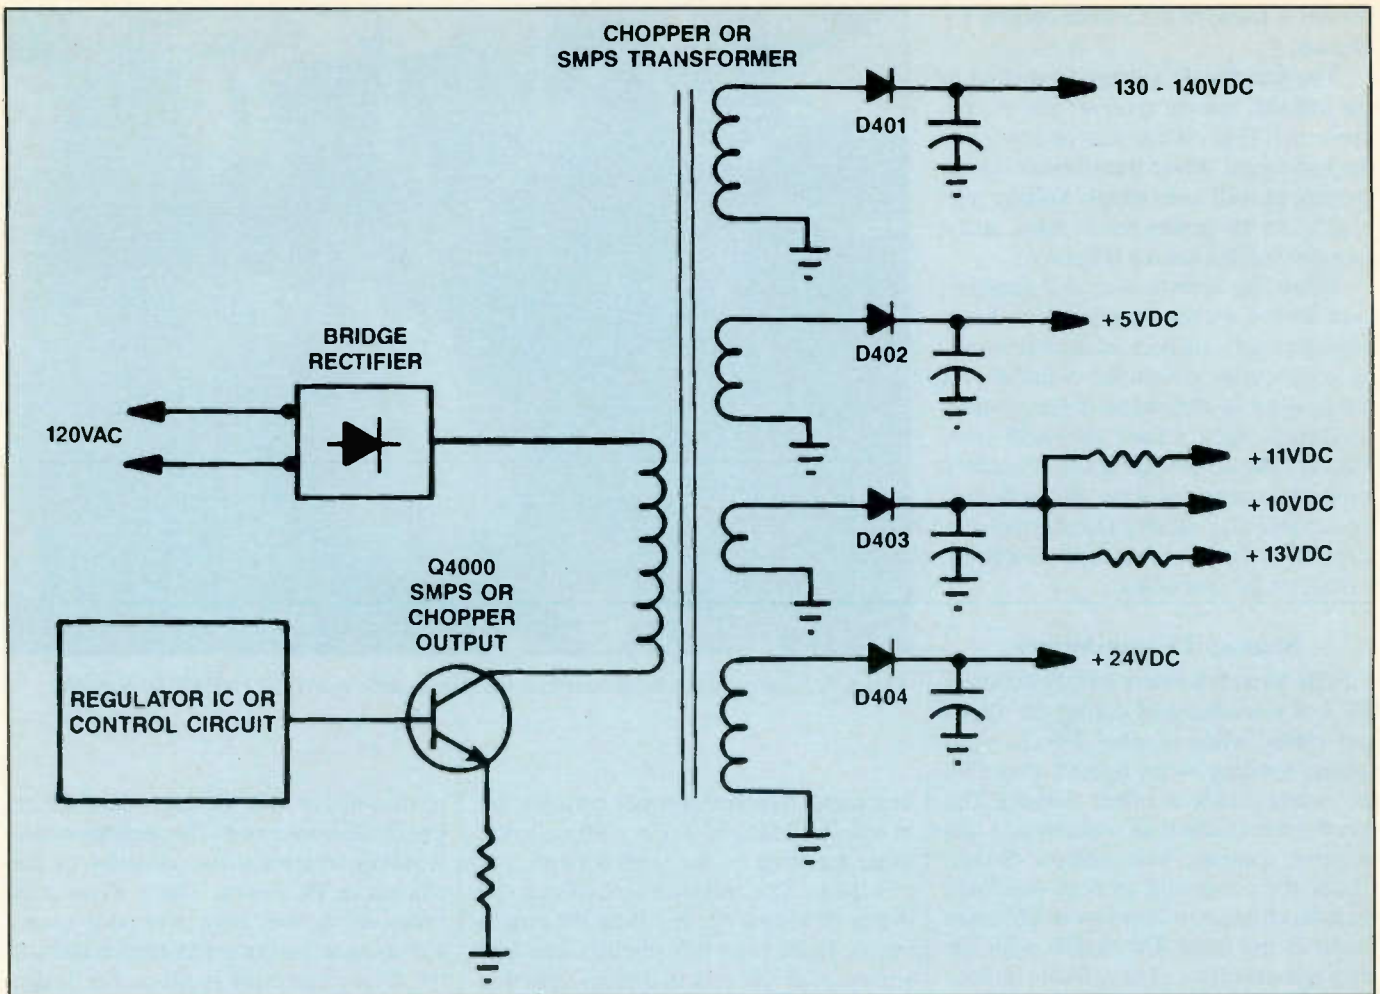 CHOPPER OR
SMPS TRANSFORMER
130 - 140VDC
D401
BRIDGE
RECTIFIER
+5VDC
D402
120VAC
+11VDC
+10VDC
D403
+13VDC
Q4000
SMPS OR
CHOPPER
OUTPUT
REGULATOR IC OR
CONTROL CIRCUIT
+24VDC
D404